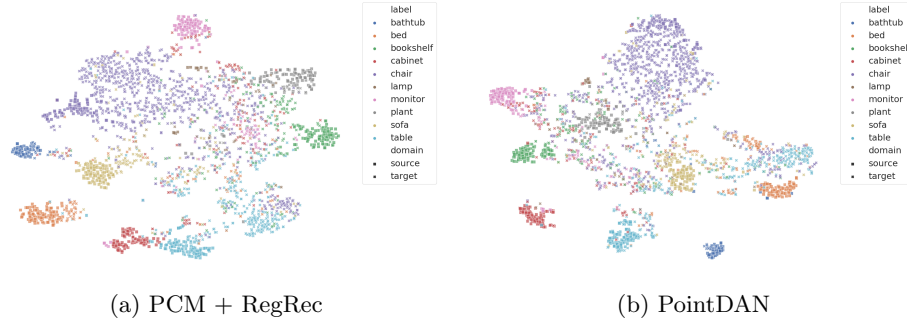 label
bathtub
bed
bookshelf
cabinet
chair
lamp
monitor
plant
sofa
table
domain
source
target
label
bathtub
bed
bookshelf
cabinet
chair
lamp
monitor
plant
sofa
table
domain
source
target
(a) PCM + RegRec
(b) PointDAN